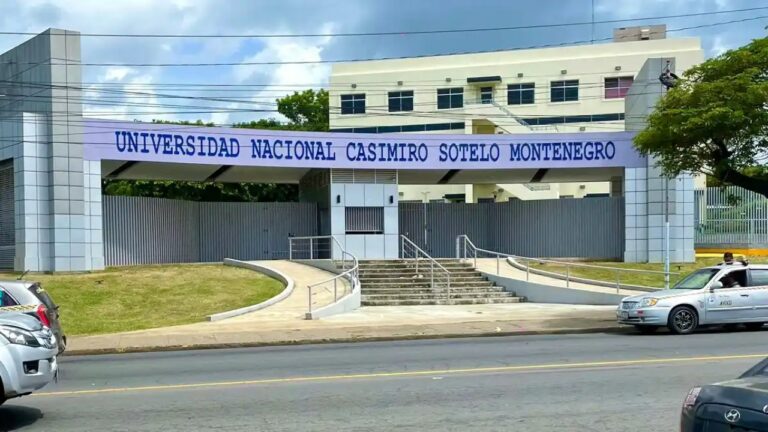 UNIVERSIDAD NACIONAL CASIMIRO SOTELO MONTENEGRO